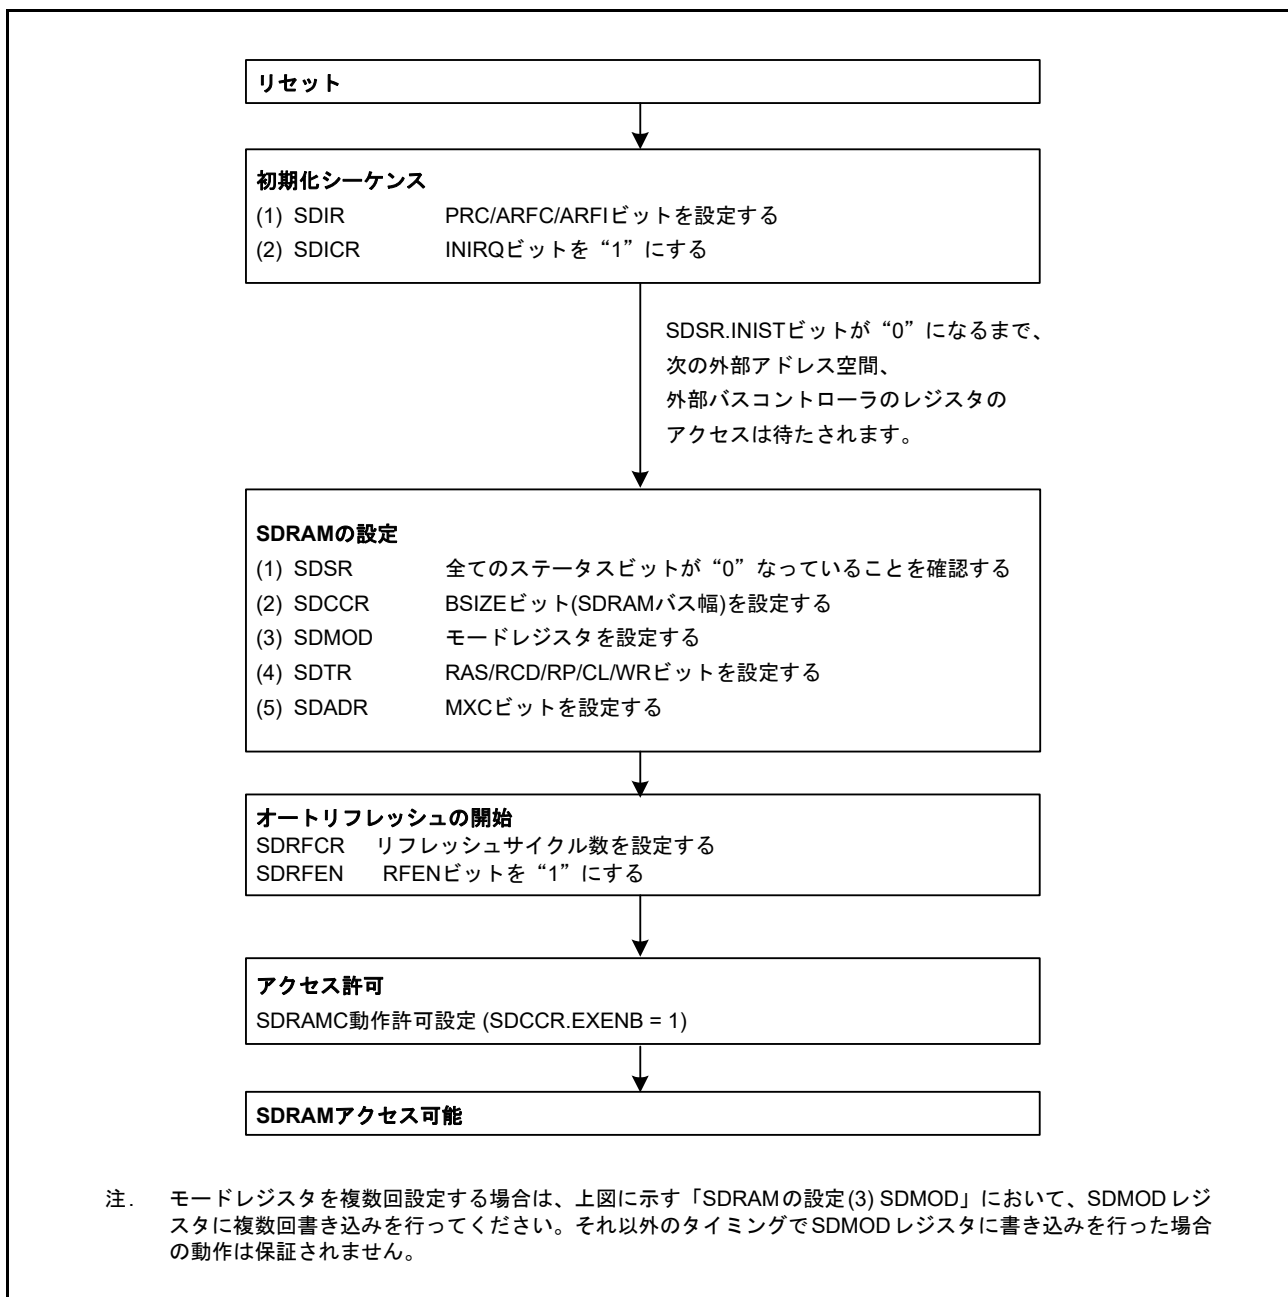 リセット
初期化シーケンス
(1) SDIR PRC/ARFC/ARFIビットを設定する
(2) SDICR INIRQビットを“1”にする
SDSR.INISTビットが“0”になるまで、
次の外部アドレス空間、
外部バスコントローラのレジスタの
アクセスは待たされます。
SDRAMの設定
(1) SDSR 全てのステータスビットが“0”なっていることを確認する
(2) SDCCR BSIZEビット(SDRAMバス幅)を設定する
(3) SDMOD モードレジスタを設定する
(4) SDTR RAS/RCD/RP/CL/WRビットを設定する
(5) SDADR MXCビットを設定する
オートリフレッシュの開始
SDRFCR リフレッシュサイクル数を設定する
SDRFEN RFENビットを“1”にする
アクセス許可
SDRAMC動作許可設定 (SDCCR.EXENB = 1)
SDRAMアクセス可能
注. モードレジスタを複数回設定する場合は、上図に示す「SDRAMの設定(3) SDMOD」において、SDMODレジ
スタに複数回書き込みを行ってください。それ以外のタイミングでSDMODレジスタに書き込みを行った場合
の動作は保証されません。